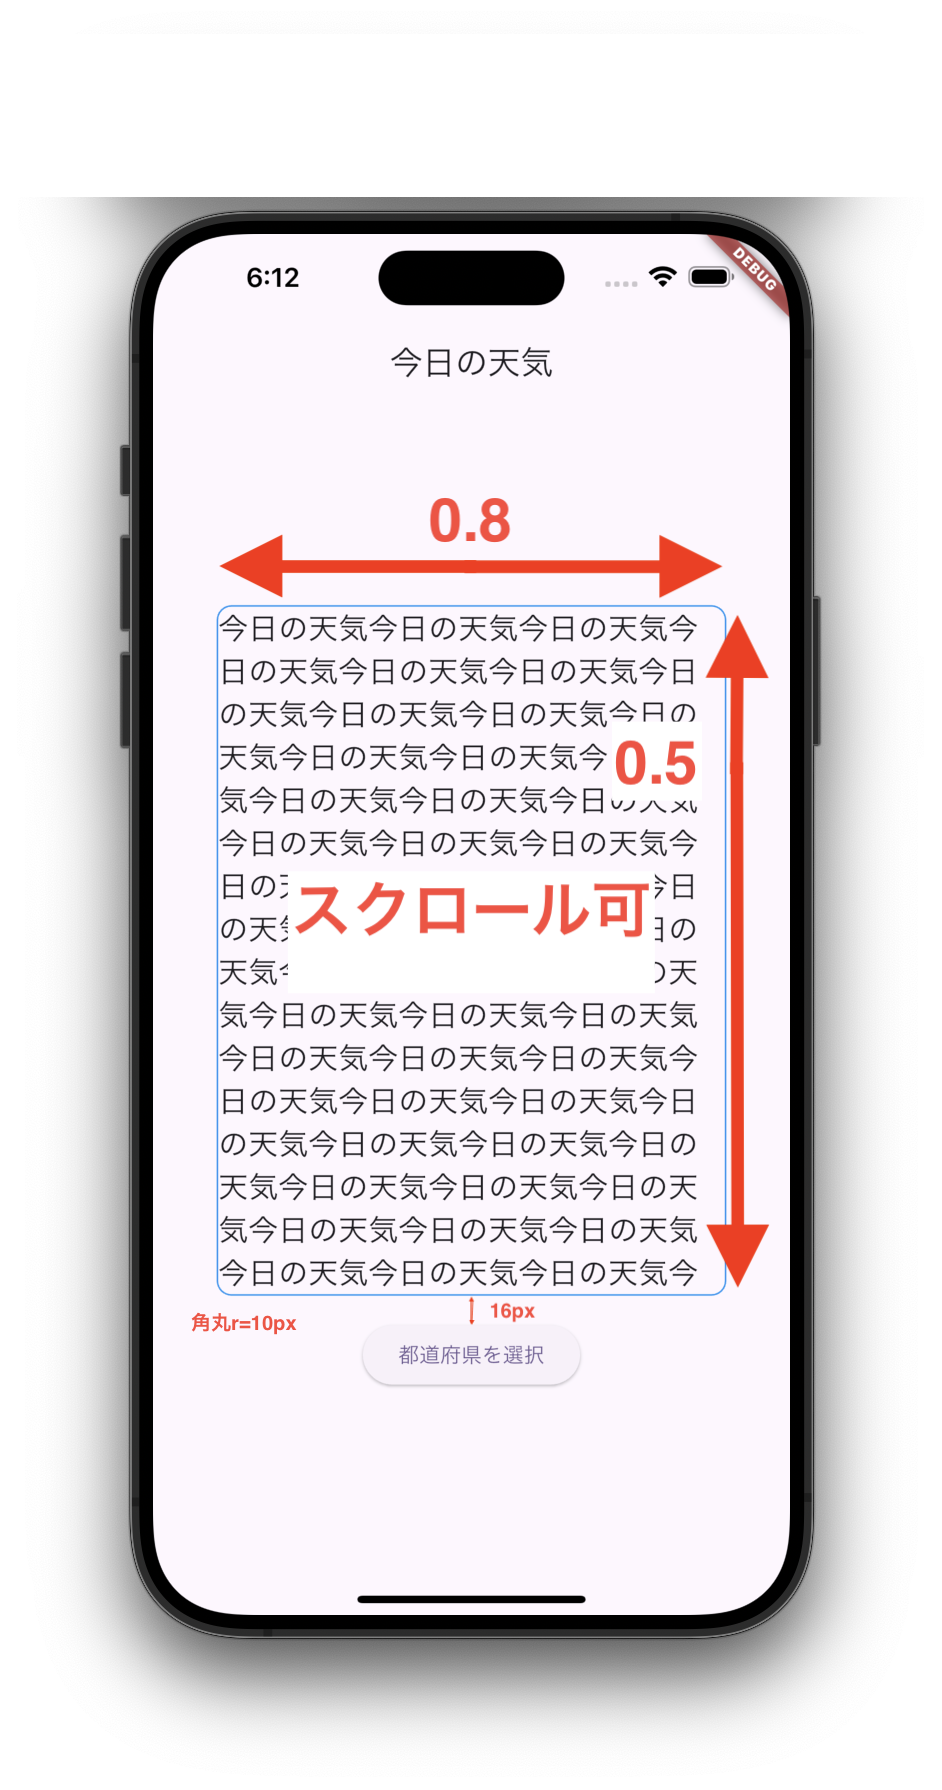 6:12
DEBUG
今日の天気
0.8
今日の天気今日の天気今日の天気今
日の天気今日の天気今日の天気今日
の天気今日の天気今日の天気今日の
天気今日の天気今日の天気今
0.5
気今日の天気今日の天気今日の天気
今日の天気今日の天気今日の天気今
日の 今日
スクロール可
の天気 日の
天気 の天
気今日の天気今日の天気今日の天気
今日の天気今日の天気今日の天気今
日の天気今日の天気今日の天気今日
の天気今日の天気今日の天気今日の
天気今日の天気今日の天気今日の天
気今日の天気今日の天気今日の天気
今日の天気今日の天気今日の天気今
16px
角丸r=10px
都道府県を選択